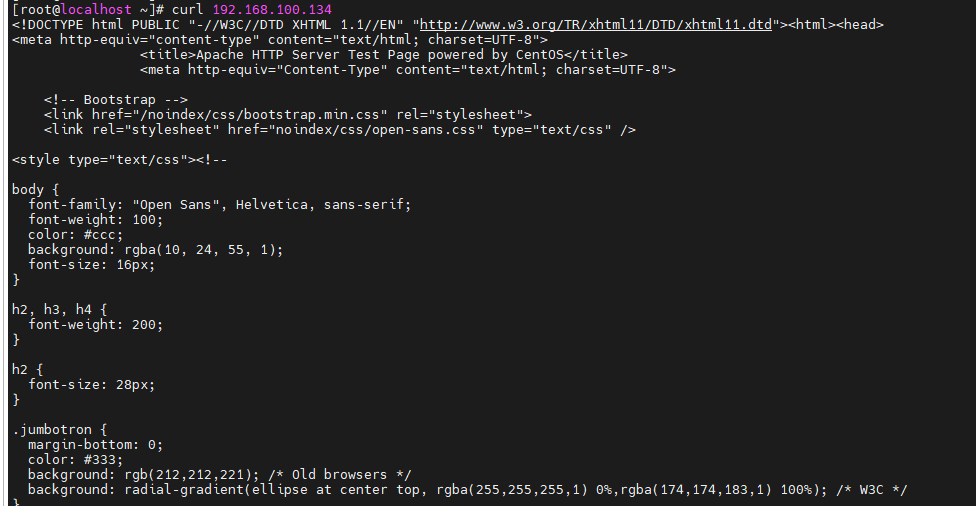 [root@localhost ~]# curl 192.168.100.134
<!DOCTYPE html PUBLIC "-//W3C//DTD XHTML 1.1//EN" "http://www.w3.org/TR/xhtml11/DTD/xhtml11.dtd"><html><head>
<meta http-equiv="content-type" content="text/html; charset=UTF-8">
                <title>Apache HTTP Server Test Page powered by CentOS</title>
                <meta http-equiv="Content-Type" content="text/html; charset=UTF-8">

    <!-- Bootstrap -->
    <link href="/noindex/css/bootstrap.min.css" rel="stylesheet">
    <link rel="stylesheet" href="noindex/css/open-sans.css" type="text/css" />

<style type="text/css"><!--

body {
  font-family: "Open Sans", Helvetica, sans-serif;
  font-weight: 100;
  color: #ccc;
  background: rgba(10, 24, 55, 1);
  font-size: 16px;
}

h2, h3, h4 {
  font-weight: 200;
}

h2 {
  font-size: 28px;
}

.jumbotron {
  margin-bottom: 0;
  color: #333;
  background: rgb(212,212,221); /* Old browsers */
  background: radial-gradient(ellipse at center top, rgba(255,255,255,1) 0%,rgba(174,174,183,1) 100%); /* W3C */
}